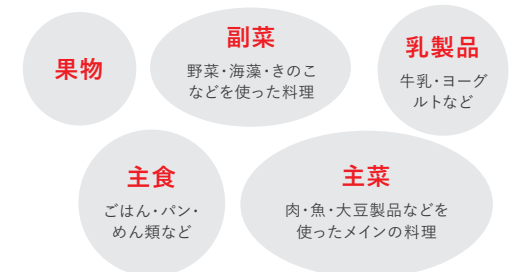 果物
副菜
野菜・海藻・きのこ
などを使った料理
乳製品
牛乳・ヨーグ
ルトなど
主食
ごはん・パン・
めん類など
主菜
肉・魚・大豆製品などを
使ったメインの料理